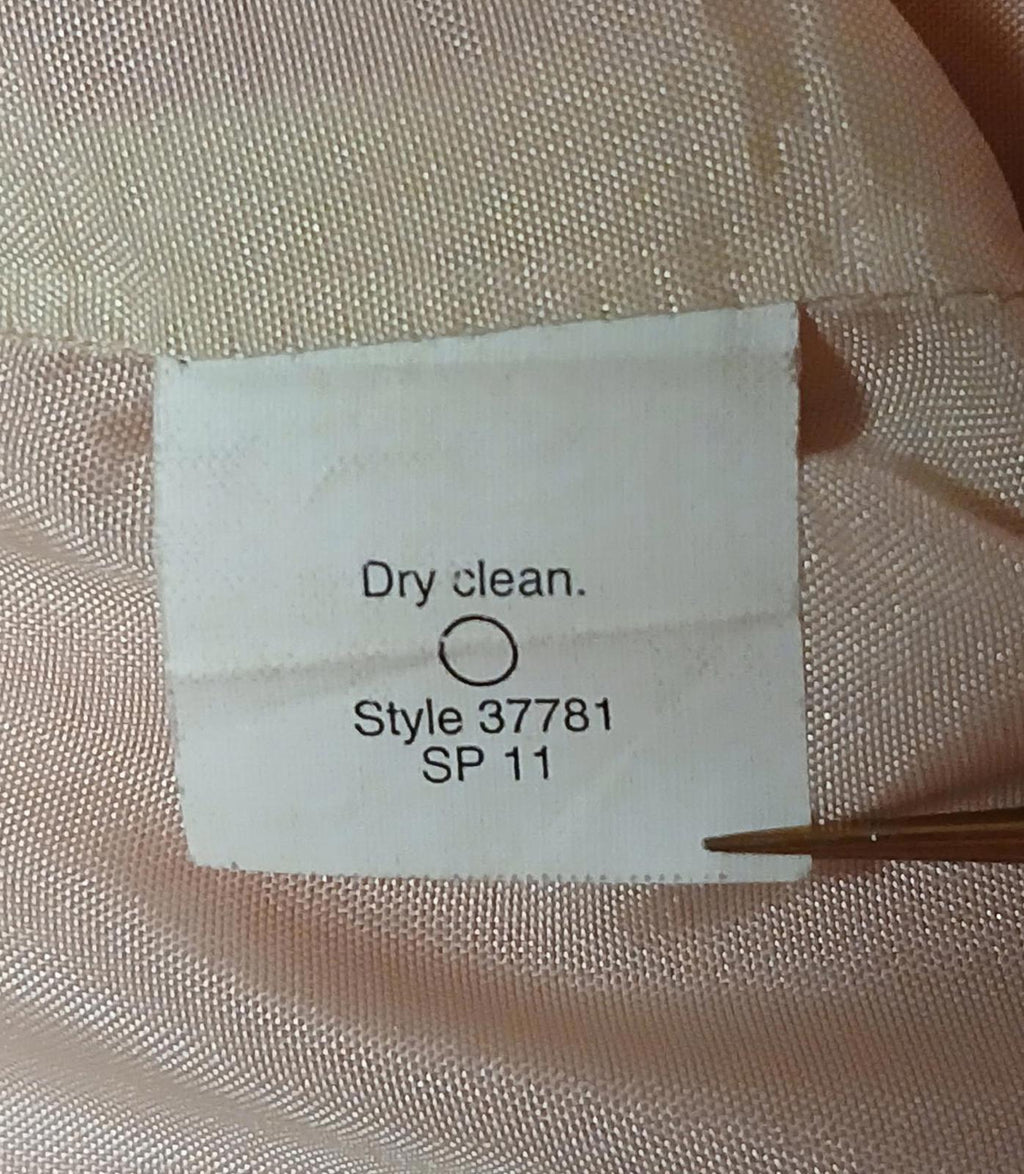 Dry clean.
Style 37781
SP 11